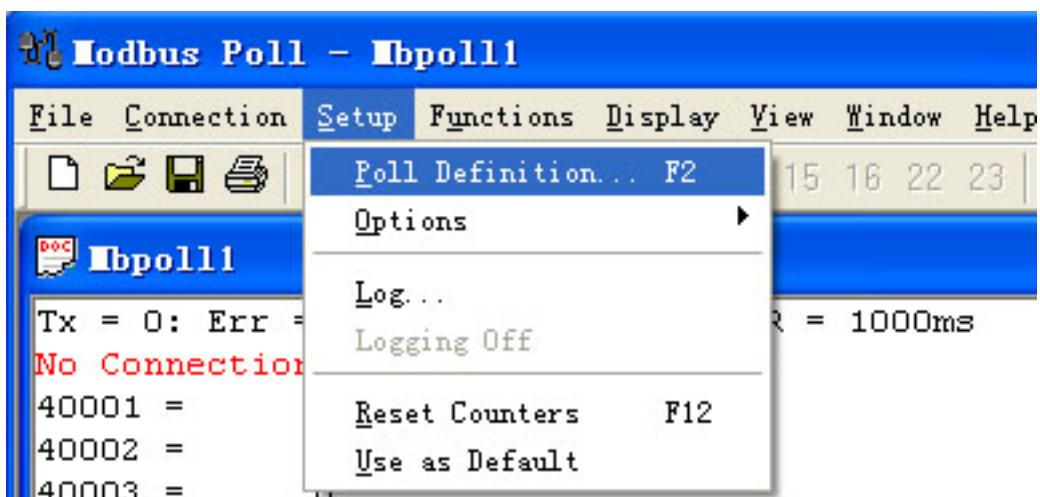 Modbus Poll - Mbpoll1
File Connection Setup Functions Display View Window Help
Poll Definition... F2
15 16 22 23
Options
Mbpoll1
Log...
Tx = 0: Err = R = 1000ms
Logging Off
No Connection
40001 =
Reset Counters F12
40002 =
Use as Default
40003 =